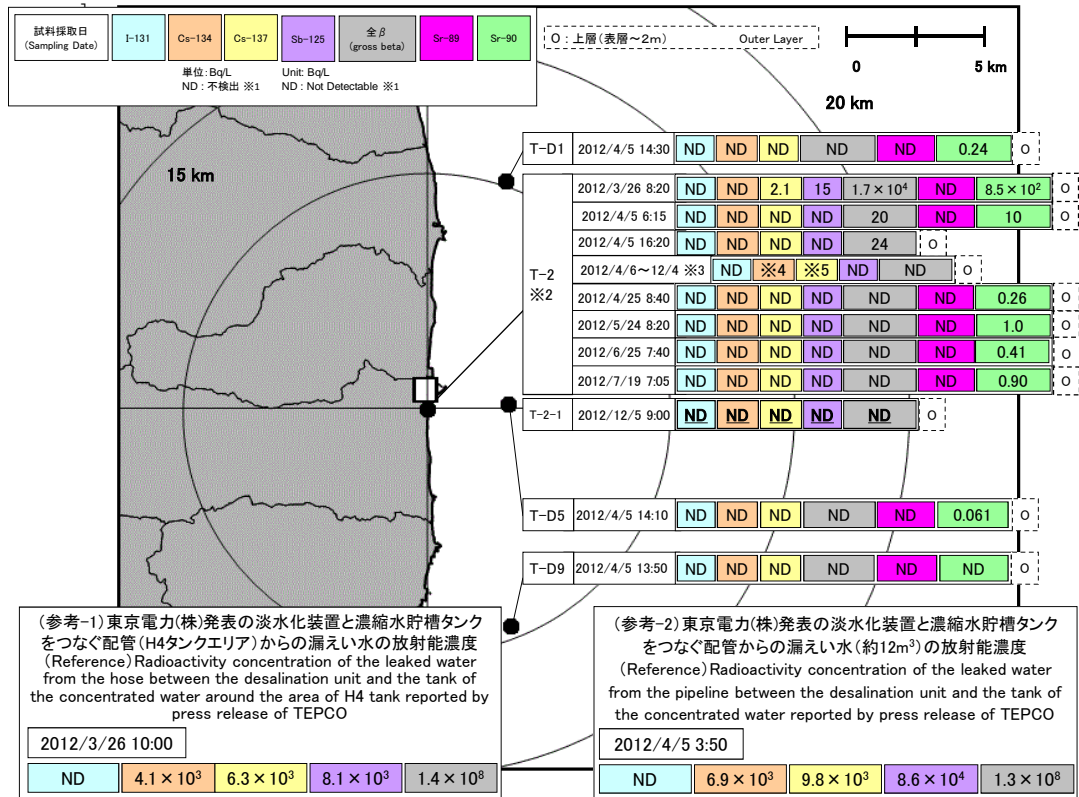 試料採取日
(Sampling Date)
I-131
Cs-134
Cs-137
Sb-125
全β
(gross beta)
Sr-89
Sr-90
単位:Bq/L Unit: Bq/L
ND : 不検出 ※1 ND : Not Detectable ※1
O : 上層(表層～2m) Outer Layer
0 5 km
20 km
15 km
T-D1 2012/4/5 14:30 ND ND ND ND ND 0.24 O
T-2
※2
2012/3/26 8:20 ND ND 2.1 15 1.7×10⁴ ND 8.5×10² O
2012/4/5 6:15 ND ND ND ND 20 ND 10 O
2012/4/5 16:20 ND ND ND ND 24 O
2012/4/6～12/4 ※3 ND ※4 ※5 ND ND O
2012/4/25 8:40 ND ND ND ND ND ND 0.26 O
2012/5/24 8:20 ND ND ND ND ND ND 1.0 O
2012/6/25 7:40 ND ND ND ND ND ND 0.41 O
2012/7/19 7:05 ND ND ND ND ND ND 0.90 O
T-2-1 2012/12/5 9:00 ND ND ND ND ND O
T-D5 2012/4/5 14:10 ND ND ND ND ND 0.061 O
T-D9 2012/4/5 13:50 ND ND ND ND ND ND O
(参考-1)東京電力(株)発表の淡水化装置と濃縮水貯槽タンク
をつなぐ配管(H4タンクエリア)からの漏えい水の放射能濃度
(Reference)Radioactivity concentration of the leaked water
from the hose between the desalination unit and the tank of
the concentrated water around the area of H4 tank reported by
press release of TEPCO
2012/3/26 10:00
ND 4.1×10³ 6.3×10³ 8.1×10³ 1.4×10⁸
(参考-2)東京電力(株)発表の淡水化装置と濃縮水貯槽タンク
をつなぐ配管からの漏えい水(約12m³)の放射能濃度
(Reference)Radioactivity concentration of the leaked water
from the pipeline between the desalination unit and the tank of
the concentrated water reported by press release of TEPCO
2012/4/5 3:50
ND 6.9×10³ 9.8×10³ 8.6×10⁴ 1.3×10⁸